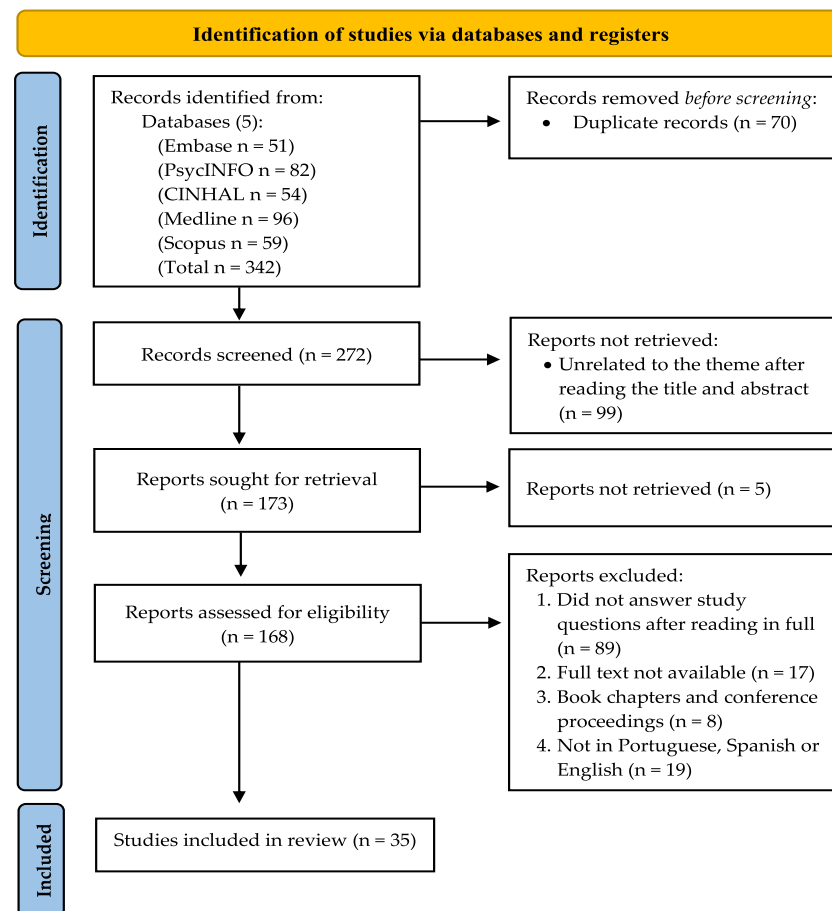 Identification of studies via databases and registers
Identification
Records identified from:
Databases (5):
(Embase n = 51)
(PsycINFO n = 82)
(CINHAL n = 54)
(Medline n = 96)
(Scopus n = 59)
(Total n = 342)
Records removed before screening:
• Duplicate records (n = 70)
Screening
Records screened (n = 272)
Reports not retrieved:
• Unrelated to the theme after
reading the title and abstract
(n = 99)
Reports sought for retrieval
(n = 173)
Reports not retrieved (n = 5)
Reports assessed for eligibility
(n = 168)
Reports excluded:
1. Did not answer study
questions after reading in full
(n = 89)
2. Full text not available (n = 17)
3. Book chapters and conference
proceedings (n = 8)
4. Not in Portuguese, Spanish or
English (n = 19)
Included
Studies included in review (n = 35)